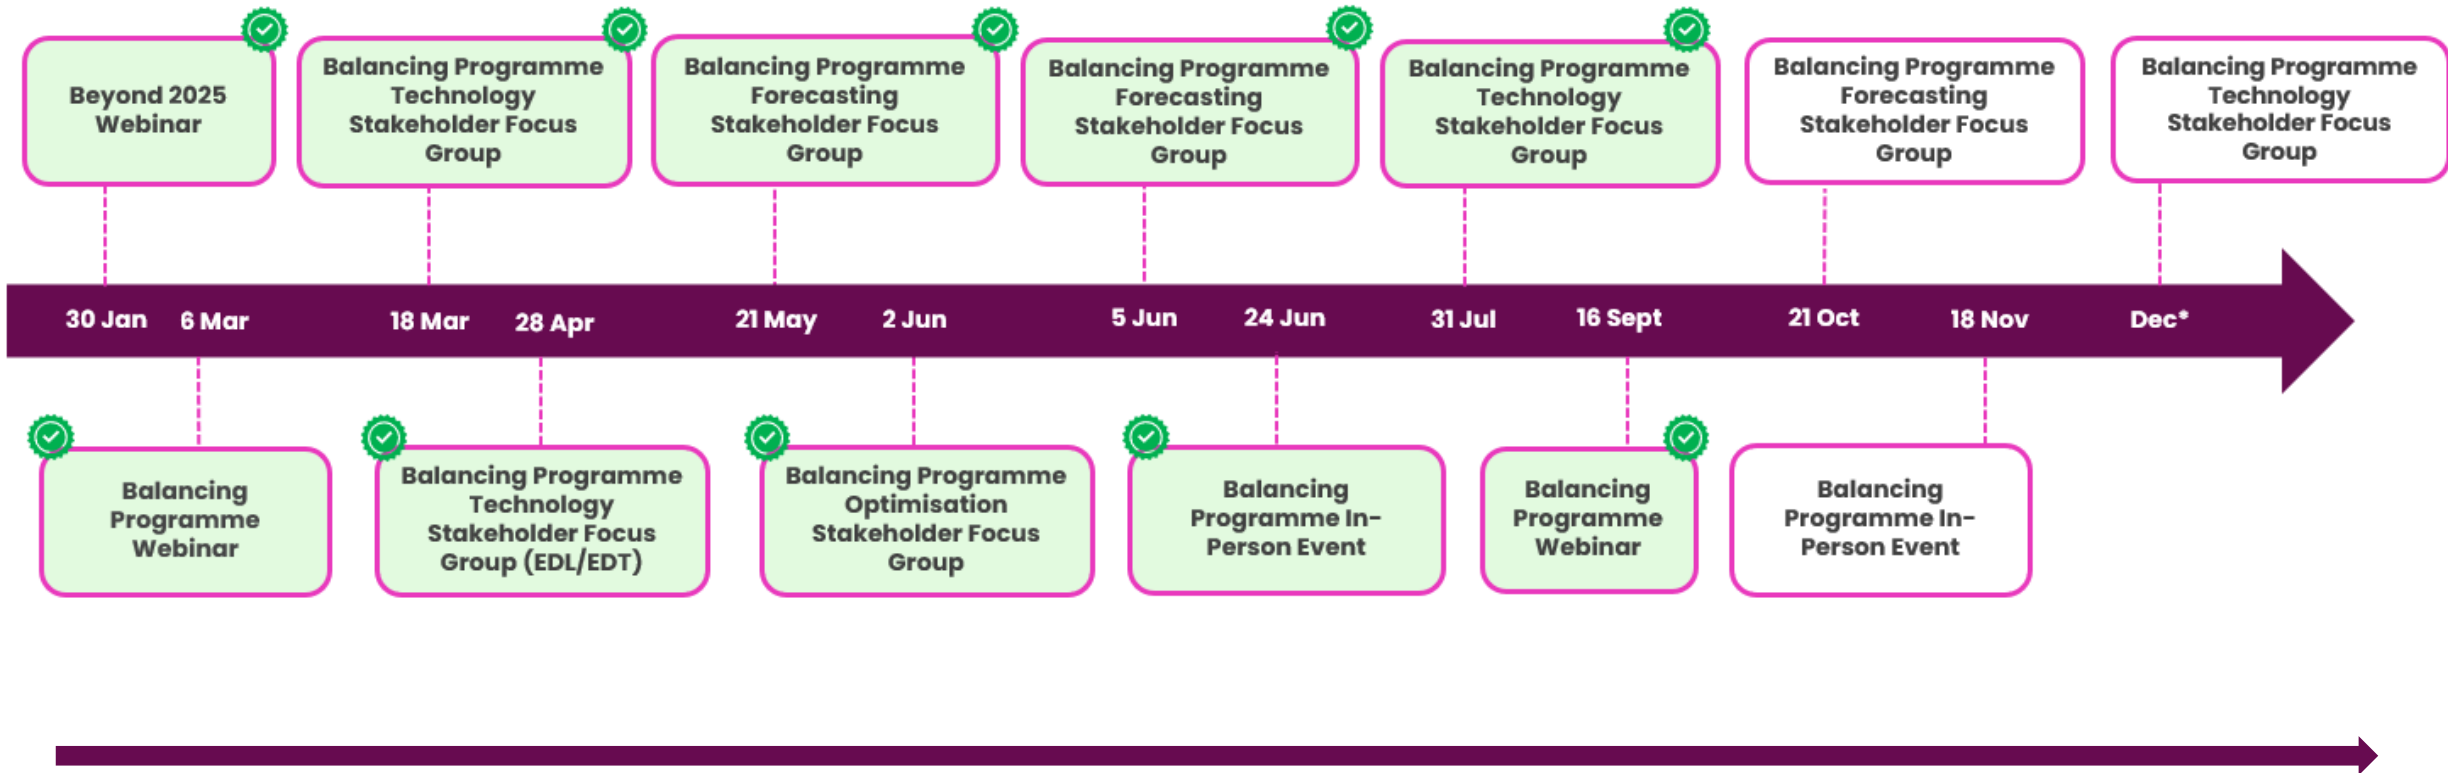 Beyond 2025
Webinar
Balancing Programme
Technology
Stakeholder Focus
Group
Balancing Programme
Forecasting
Stakeholder Focus
Group
Balancing Programme
Forecasting
Stakeholder Focus
Group
Balancing Programme
Technology
Stakeholder Focus
Group
Balancing Programme
Forecasting
Stakeholder Focus
Group
Balancing Programme
Technology
Stakeholder Focus
Group
30 Jan
6 Mar
18 Mar
28 Apr
21 May
2 Jun
5 Jun
24 Jun
31 Jul
16 Sept
21 Oct
18 Nov
Dec*
Balancing
Programme
Webinar
Balancing Programme
Technology
Stakeholder Focus
Group (EDL/EDT)
Balancing Programme
Optimisation
Stakeholder Focus
Group
Balancing
Programme In-
Person Event
Balancing
Programme
Webinar
Balancing
Programme In-
Person Event